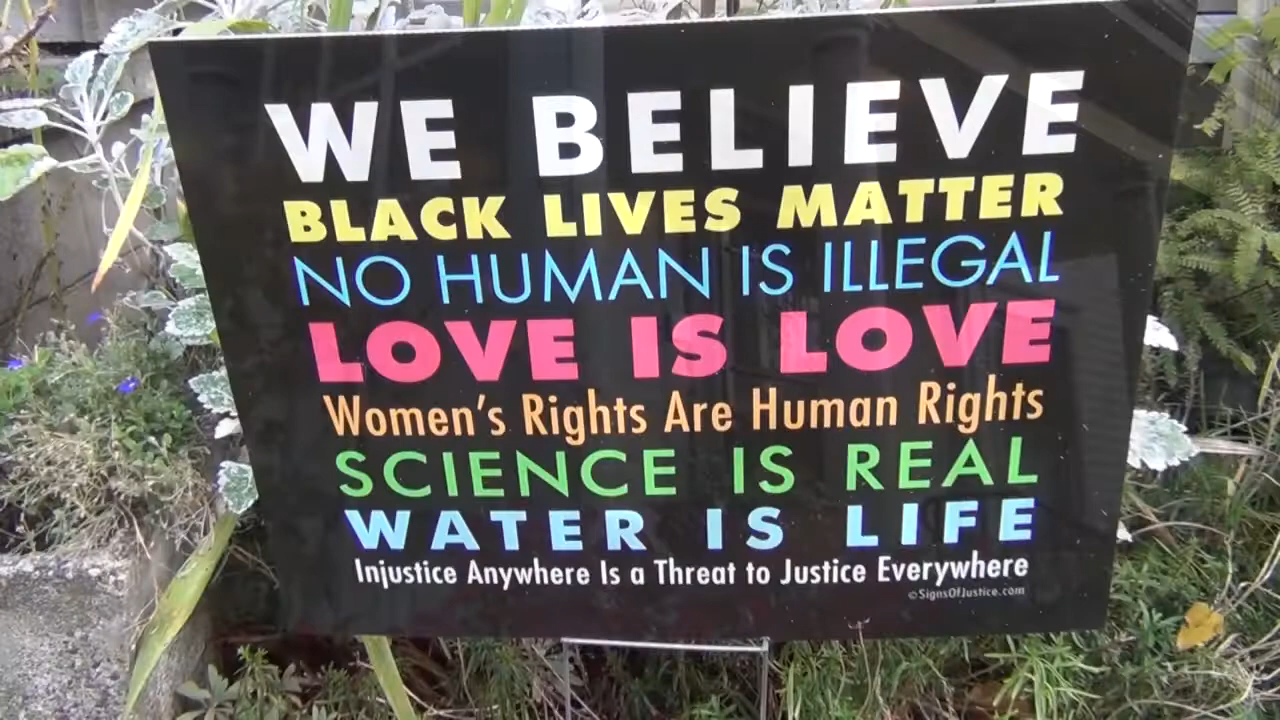 WE BELIEVE
BLACK LIVES MATTER
NO HUMAN IS ILLEGAL
LOVE IS LOVE
Women's Rights Are Human Rights
SCIENCE IS REAL
WATER IS LIFE
Injustice Anywhere Is a Threat to Justice Everywhere
©SignsOfJustice.com